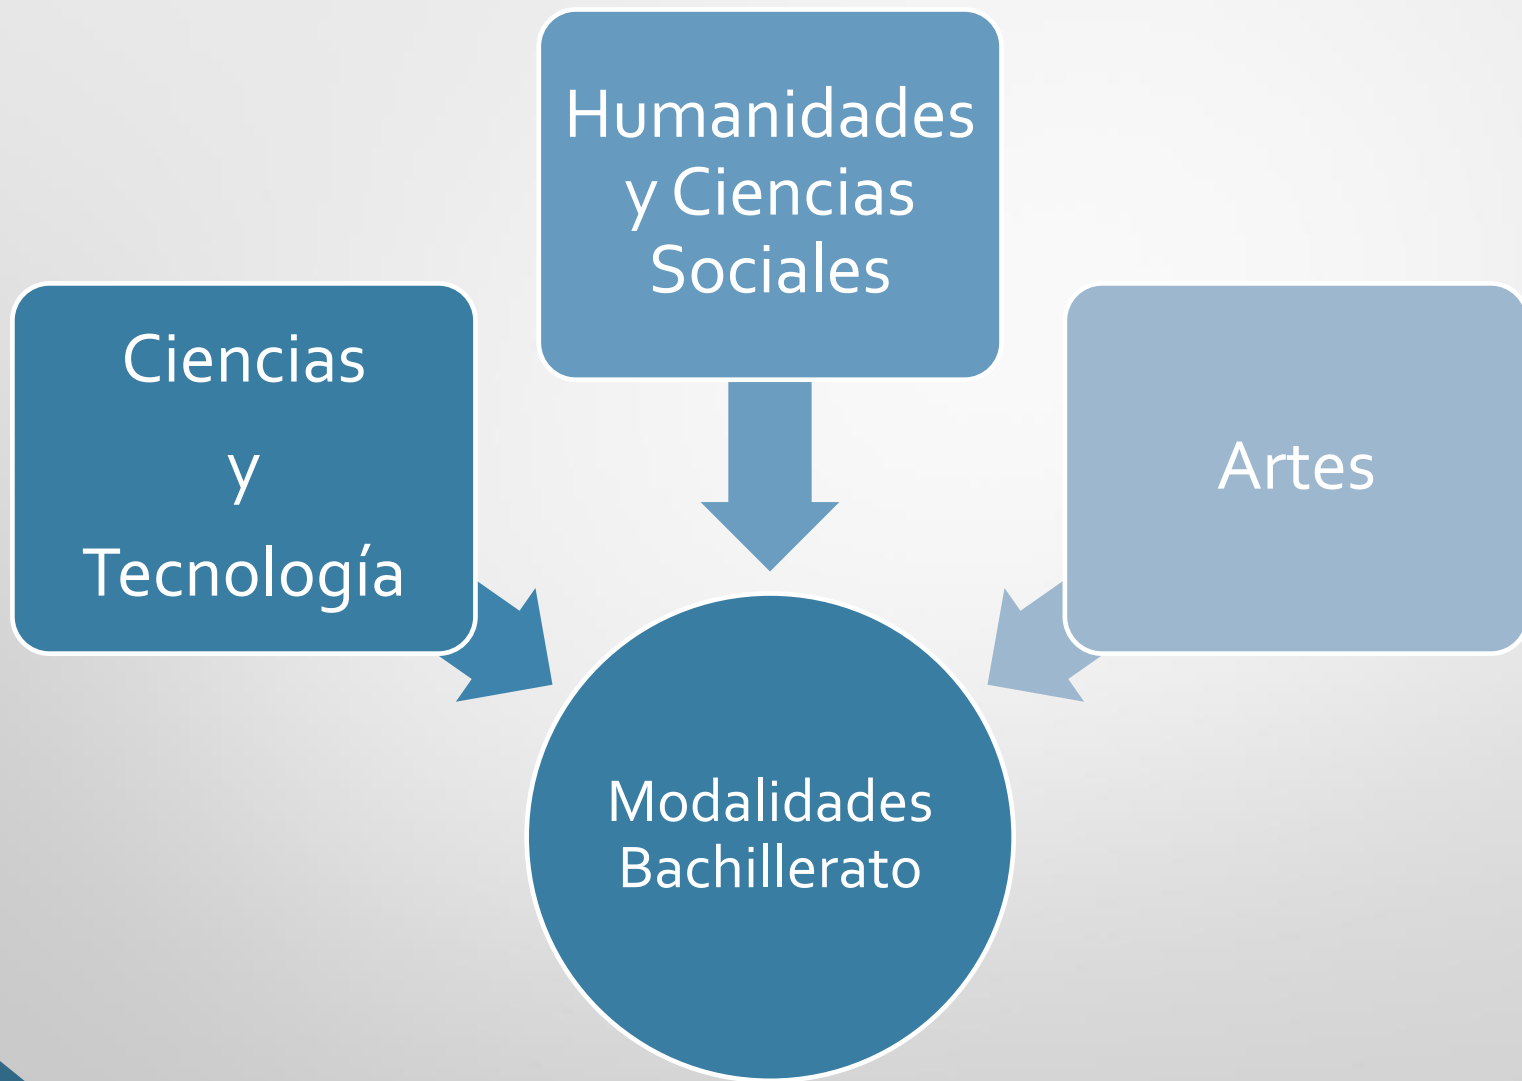 Humanidades
y Ciencias
Sociales
Ciencias
y
Tecnología
Artes
Modalidades
Bachillerato